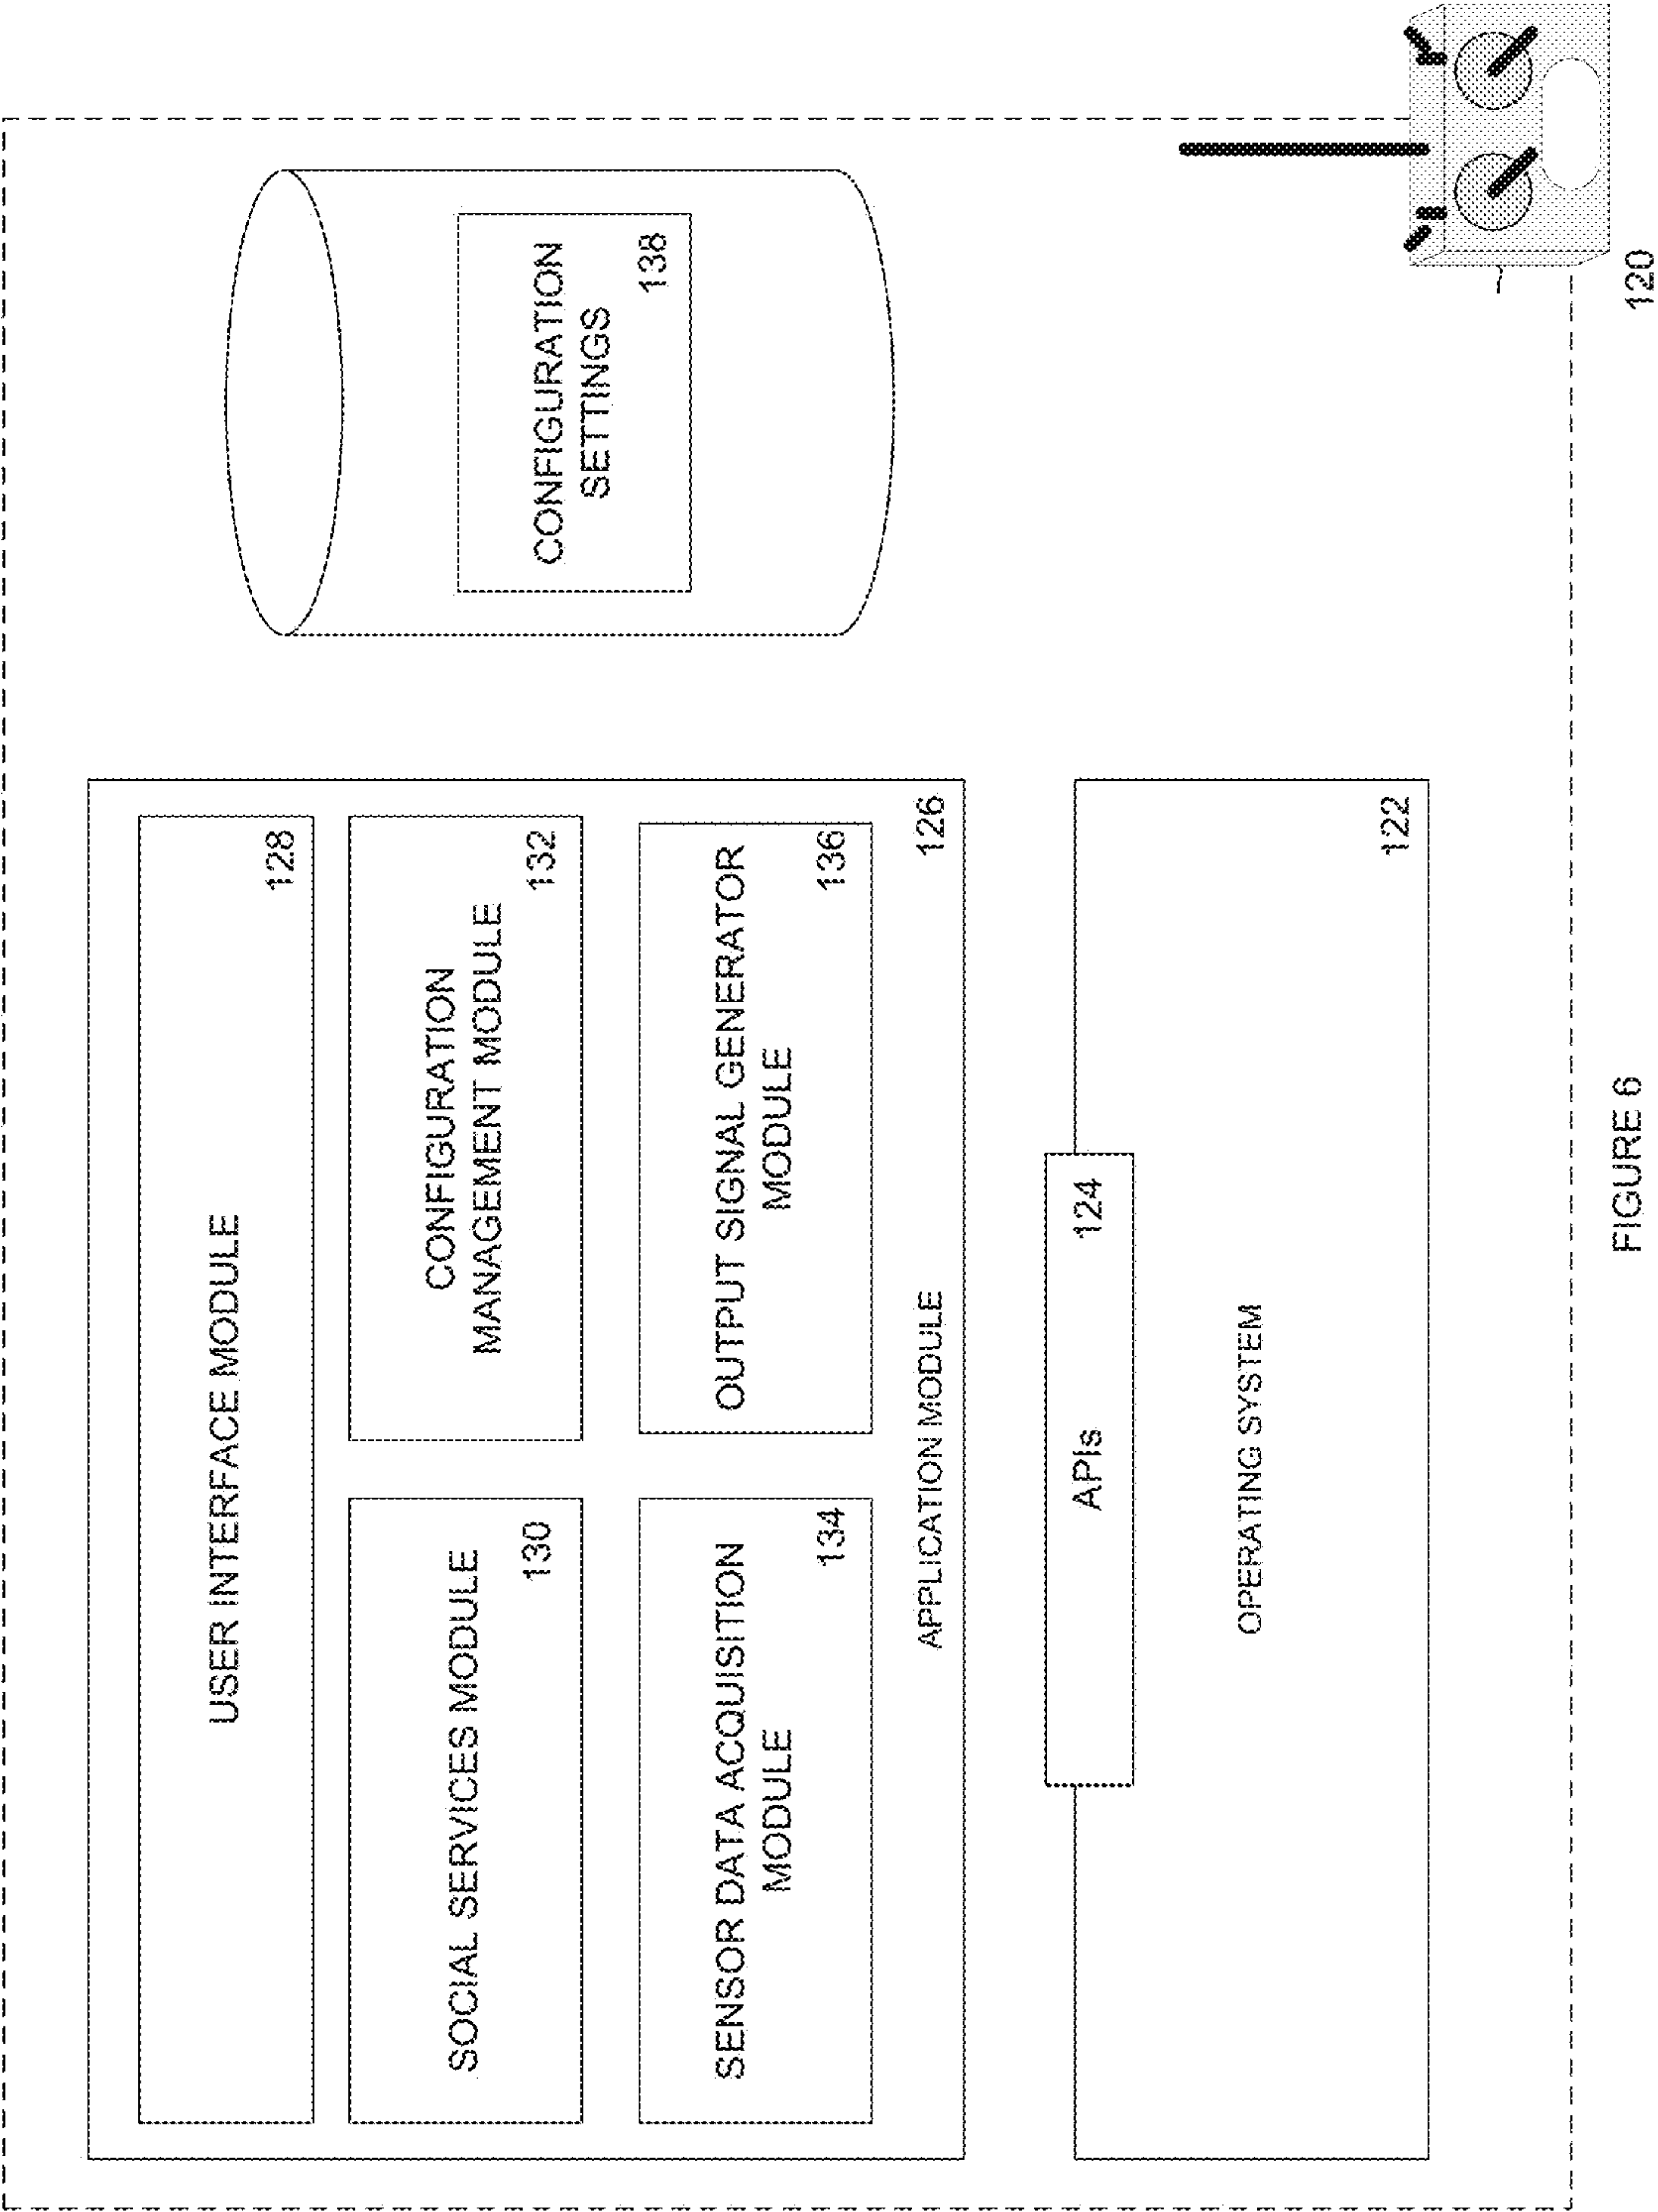 USER INTERFACE MODULE
128
SOCIAL SERVICES MODULE
130
CONFIGURATION
MANAGEMENT MODULE
132
SENSOR DATA ACQUISITION
MODULE
134
OUTPUT SIGNAL GENERATOR
MODULE
136
APPLICATION MODULE
126
CONFIGURATION
SETTINGS
138
APIs
124
OPERATING SYSTEM
122
120
FIGURE 6